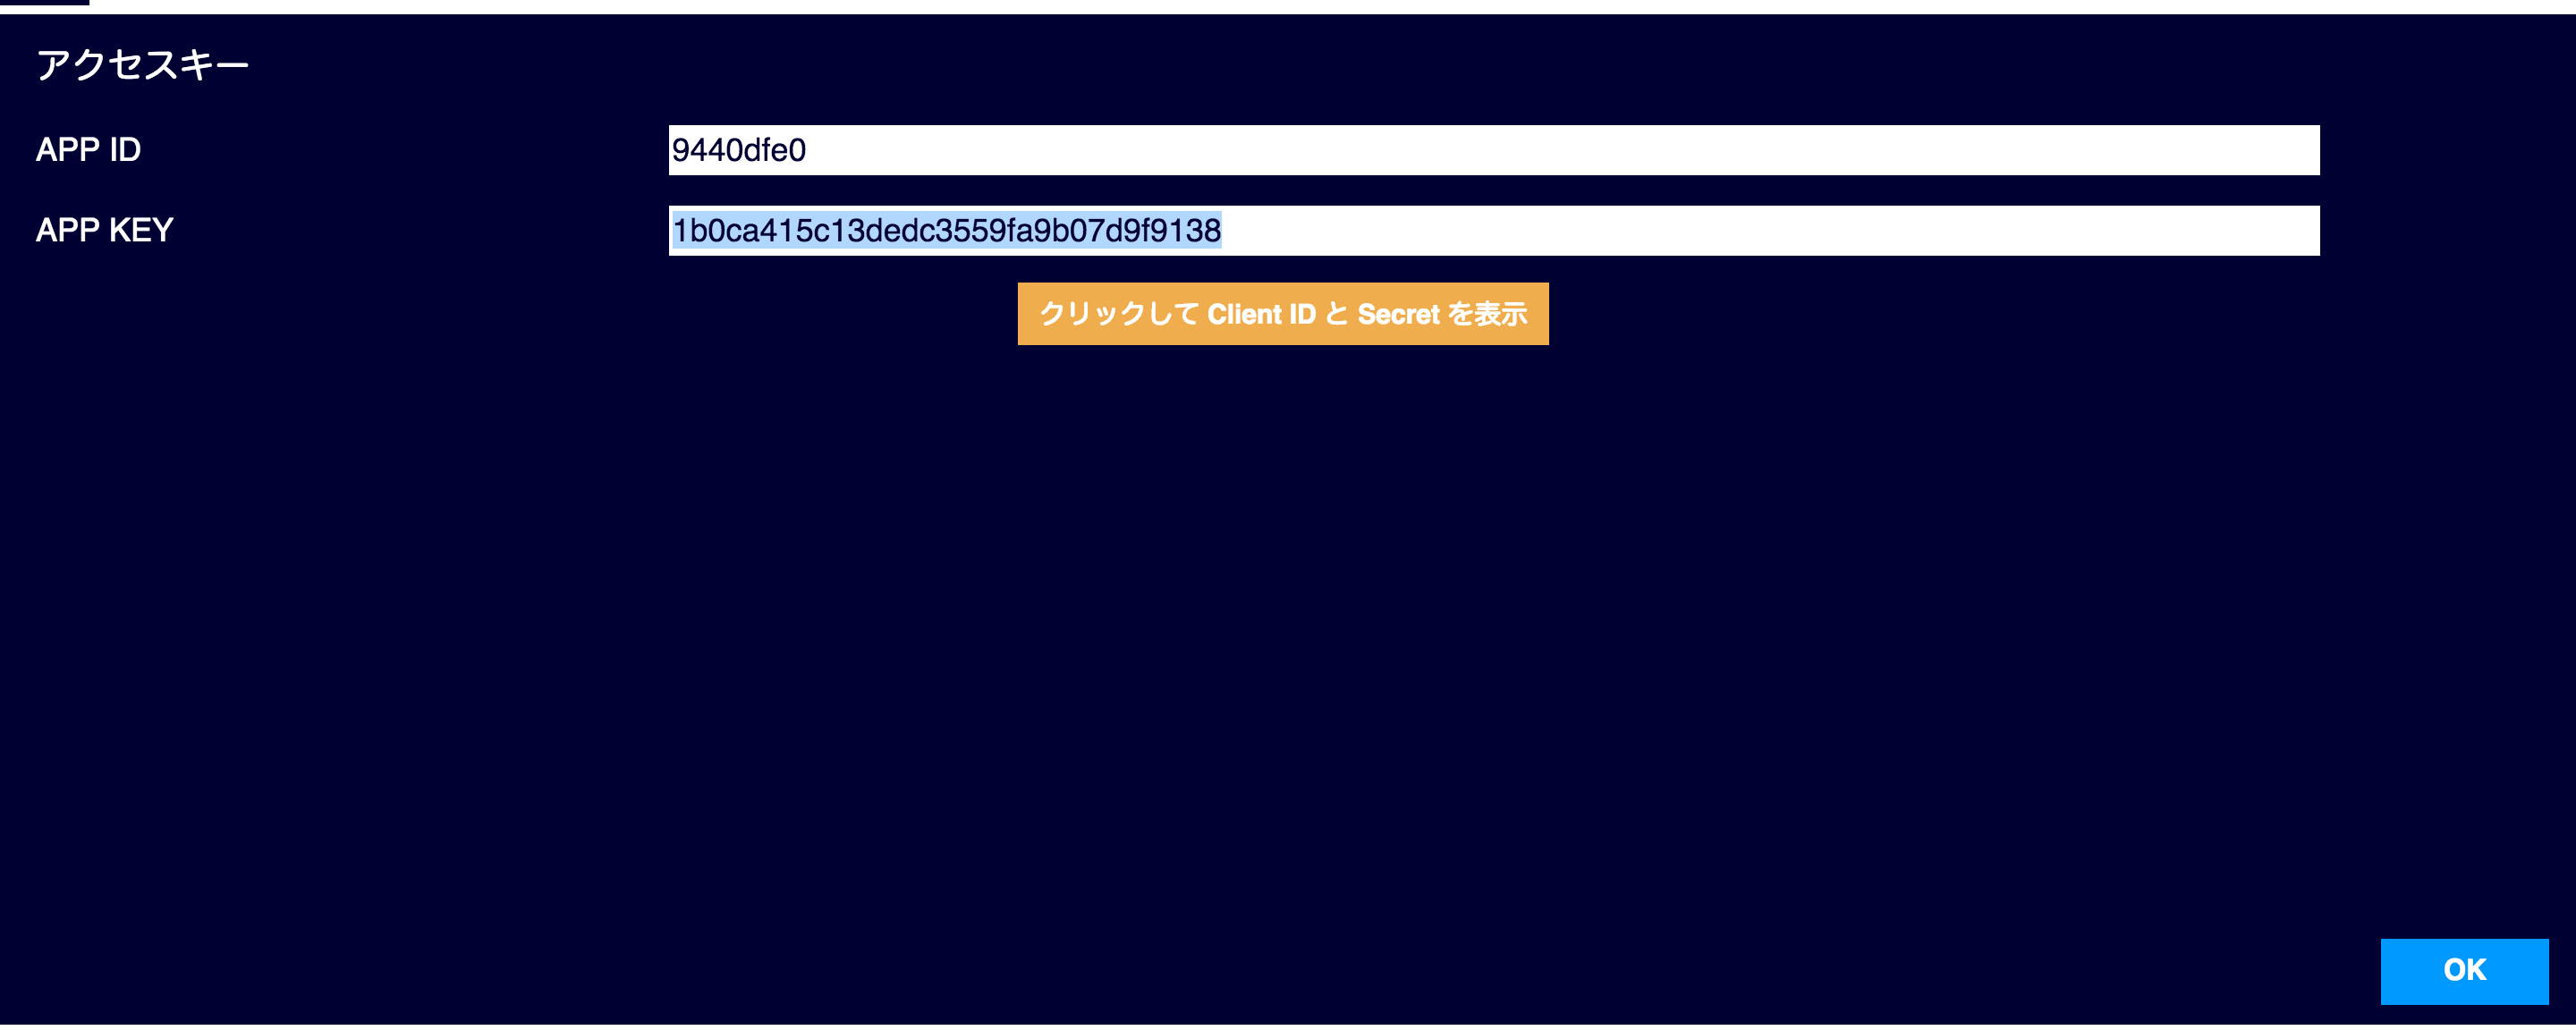 アクセスキー
APP ID
9440dfe0
APP KEY
1b0ca415c13dedc3559fa9b07d9f9138
クリックして Client ID と Secret を表示
OK